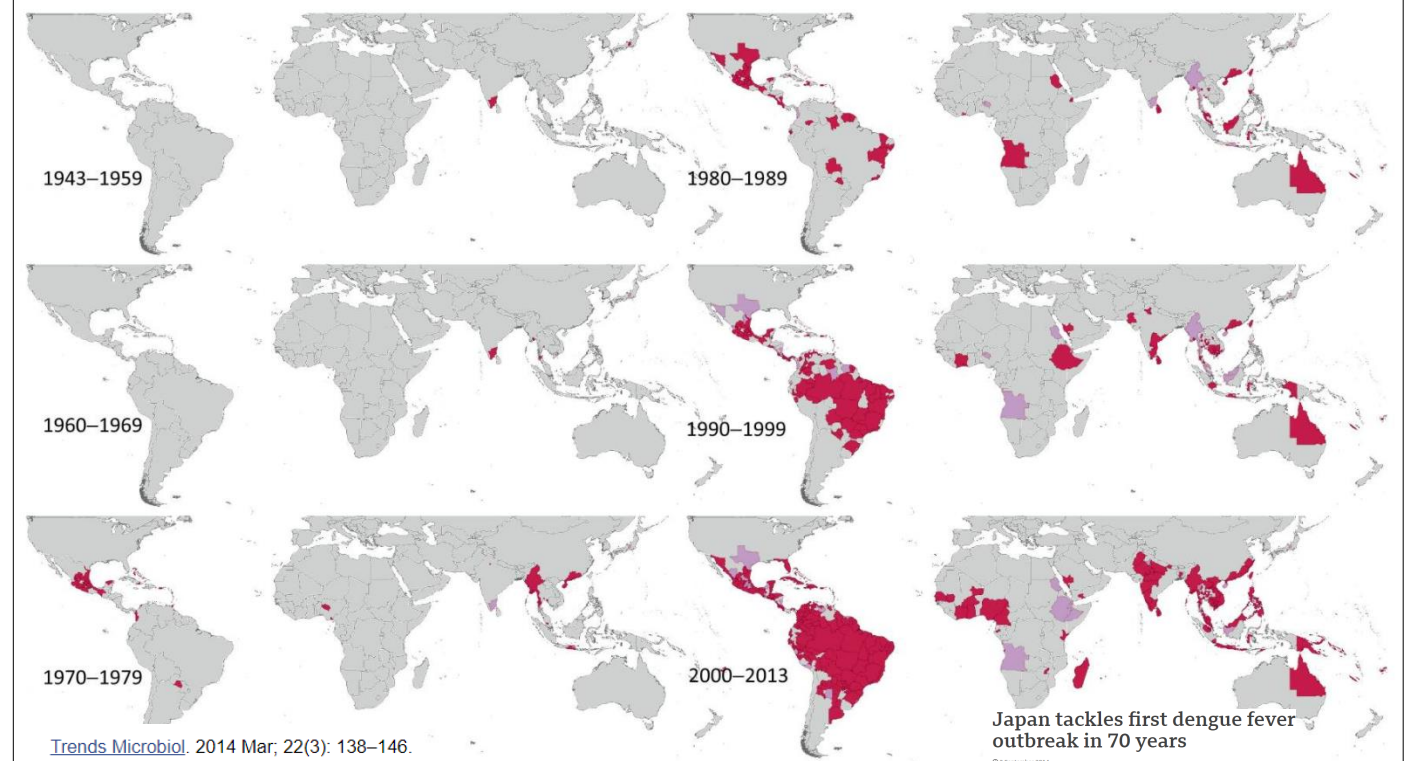 1943–1959
1980–1989
1960–1969
1990–1999
1970–1979
2000–2013
Trends Microbiol. 2014 Mar; 22(3): 138–146.
Japan tackles first dengue fever
outbreak in 70 years